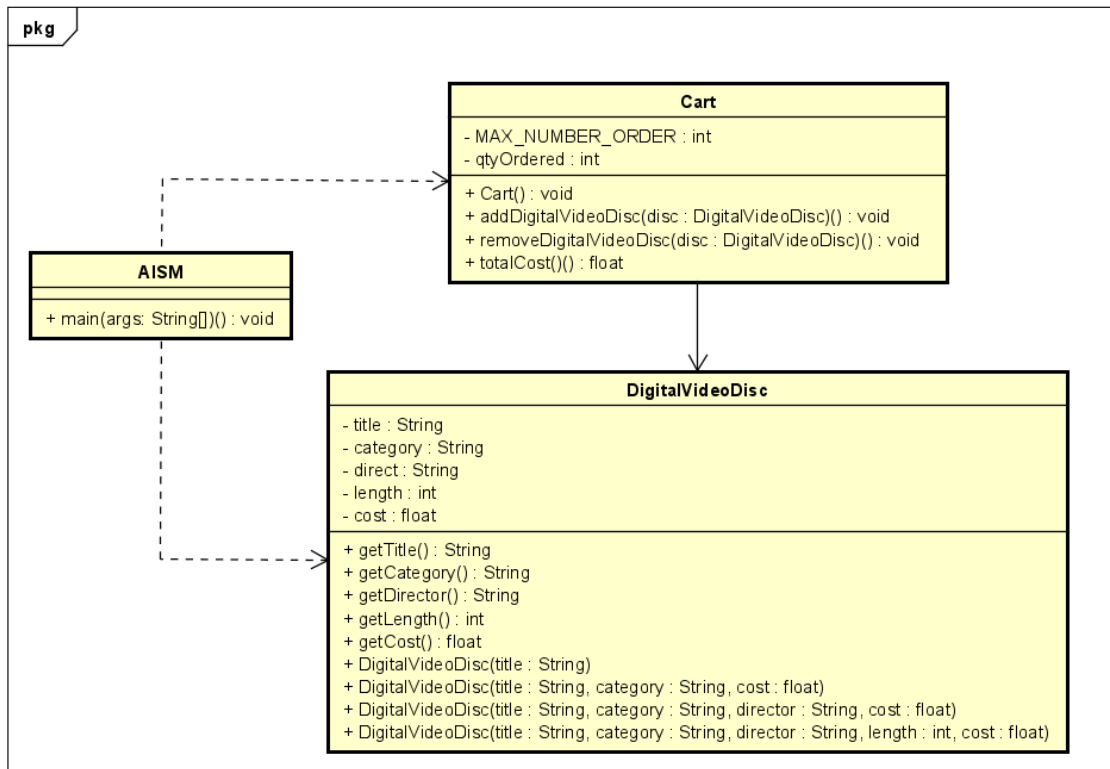 pkg
Cart
- MAX_NUMBER_ORDER : int
- qtyOrdered : int
+ Cart() : void
+ addDigitalVideoDisc(disc : DigitalVideoDisc)() : void
+ removeDigitalVideoDisc(disc : DigitalVideoDisc)() : void
+ totalCost()() : float
AISM
+ main(args: String[])() : void
DigitalVideoDisc
- title : String
- category : String
- direct : String
- length : int
- cost : float
+ getTitle() : String
+ getCategory() : String
+ getDirector() : String
+ getLength() : int
+ getCost() : float
+ DigitalVideoDisc(title : String)
+ DigitalVideoDisc(title : String, category : String, cost : float)
+ DigitalVideoDisc(title : String, category : String, director : String, cost : float)
+ DigitalVideoDisc(title : String, category : String, director : String, length : int, cost : float)